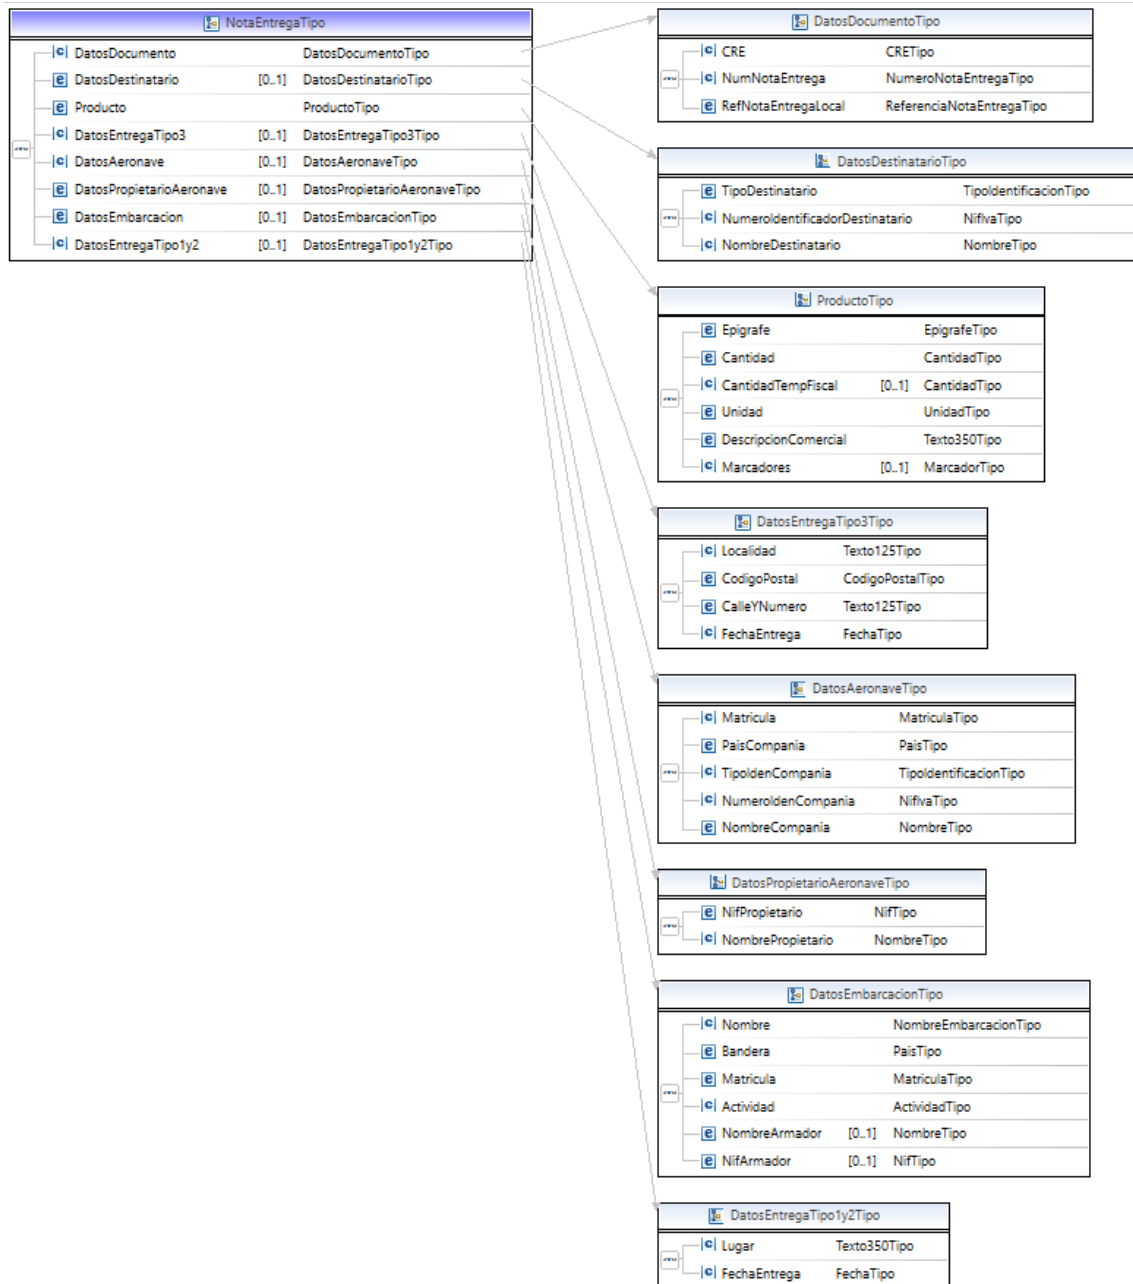 NotaEntregaTipo
DatosDocumento DatosDocumentoTipo
DatosDestinatario [0..1] DatosDestinatarioTipo
Producto ProductoTipo
DatosEntregaTipo3 [0..1] DatosEntregaTipo3Tipo
DatosAeronave [0..1] DatosAeronaveTipo
DatosPropietarioAeronave [0..1] DatosPropietarioAeronaveTipo
DatosEmbarcacion [0..1] DatosEmbarcacionTipo
DatosEntregaTipo1y2 [0..1] DatosEntregaTipo1y2Tipo
DatosDocumentoTipo
CRE CRETipo
NumNotaEntrega NumeroNotaEntregaTipo
RefNotaEntregaLocal ReferenciaNotaEntregaTipo
DatosDestinatarioTipo
TipoDestinatario TipoIdentificacionTipo
NumeroIdentificadorDestinatario NifIvaTipo
NombreDestinatario NombreTipo
ProductoTipo
Epigrafe EpigrafeTipo
Cantidad CantidadTipo
CantidadTempFiscal [0..1] CantidadTipo
Unidad UnidadTipo
DescripcionComercial Texto350Tipo
Marcadores [0..1] MarcadorTipo
DatosEntregaTipo3Tipo
Localidad Texto125Tipo
CodigoPostal CodigoPostalTipo
CalleYNumero Texto125Tipo
FechaEntrega FechaTipo
DatosAeronaveTipo
Matricula MatriculaTipo
PaisCompania PaisTipo
TipoIdenCompania TipoIdentificacionTipo
NumeroIdenCompania NifIvaTipo
NombreCompania NombreTipo
DatosPropietarioAeronaveTipo
NifPropietario NifTipo
NombrePropietario NombreTipo
DatosEmbarcacionTipo
Nombre NombreEmbarcacionTipo
Bandera PaisTipo
Matricula MatriculaTipo
Actividad ActividadTipo
NombreArmador [0..1] NombreTipo
NifArmador [0..1] NifTipo
DatosEntregaTipo1y2Tipo
Lugar Texto350Tipo
FechaEntrega FechaTipo